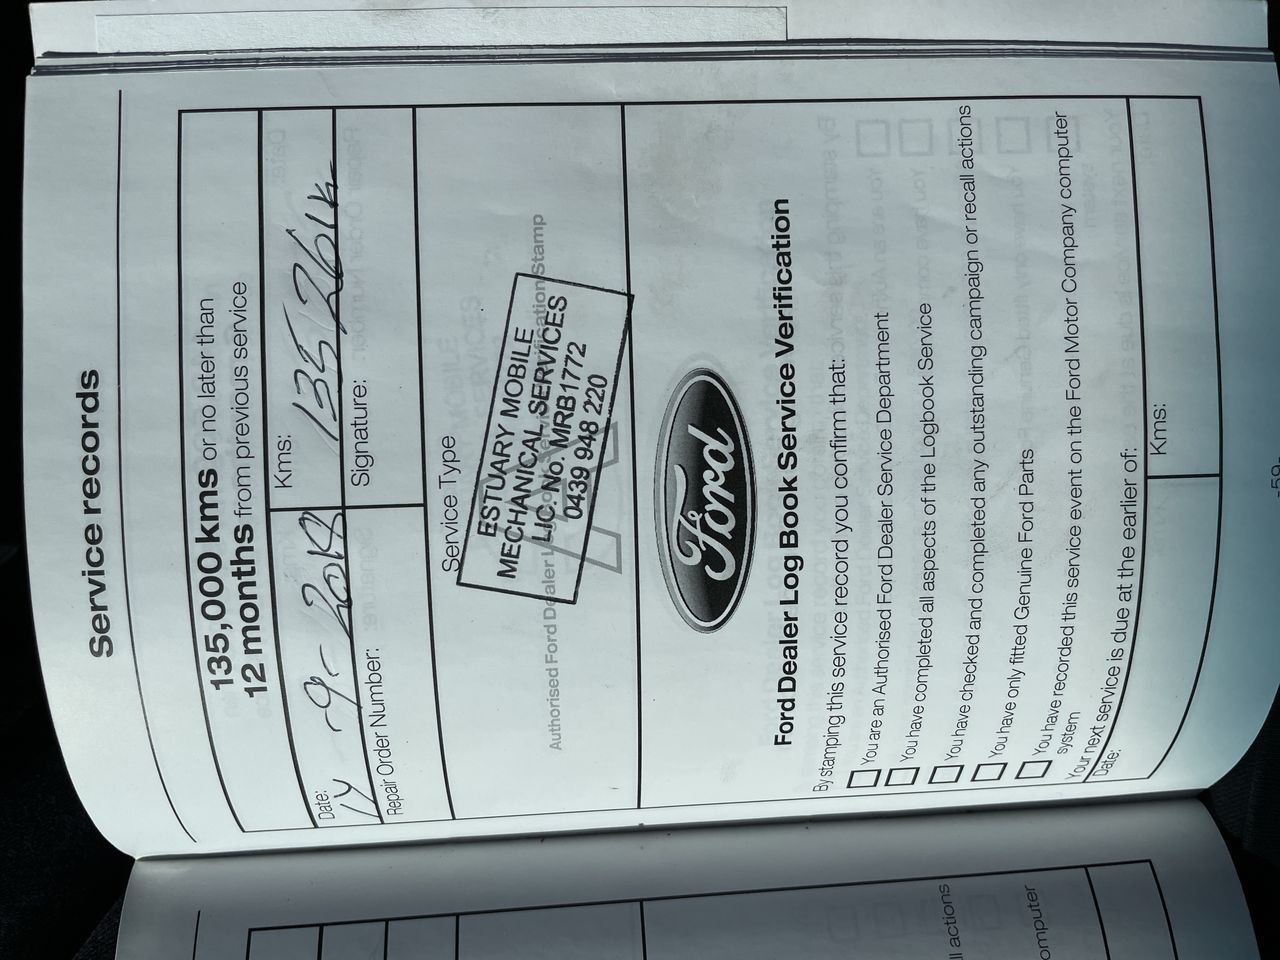 Service records
135,000 kms or no later than
12 months from previous service
Date:
Kms:
14 -9- 2019
135126 k
Repair Order Number:
Signature:
Service Type
ESTUARY MOBILE
MECHANICAL SERVICES
LIC. No. MRB1772
0439 948 220
Authorised Ford Dealer Stamp
Ford
Ford Dealer Log Book Service Verification
By stamping this service record you confirm that:
You are an Authorised Ford Dealer Service Department
You have completed all aspects of the Logbook Service
You have checked and completed any outstanding campaign or recall actions
You have only fitted Genuine Ford Parts
You have recorded this service event on the Ford Motor Company computer
system
Your next service is due at the earlier of:
Date:
Kms:
-59-
ll actions
omputer